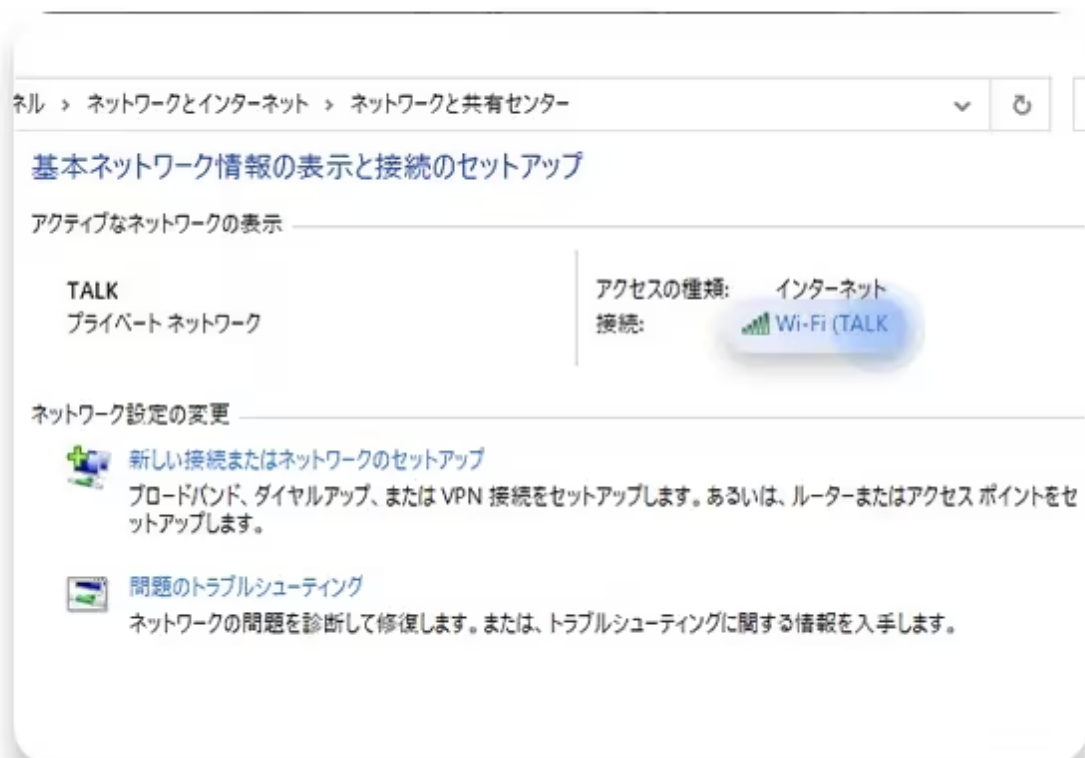 ネル › ネットワークとインターネット › ネットワークと共有センター
基本ネットワーク情報の表示と接続のセットアップ
アクティブなネットワークの表示
TALK
プライベート ネットワーク
アクセスの種類: インターネット
接続: Wi-Fi (TALK
ネットワーク設定の変更
新しい接続またはネットワークのセットアップ
ブロードバンド、ダイヤルアップ、または VPN 接続をセットアップします。あるいは、ルーターまたはアクセス ポイントをセ
ットアップします。
問題のトラブルシューティング
ネットワークの問題を診断して修復します。または、トラブルシューティングに関する情報を入手します。